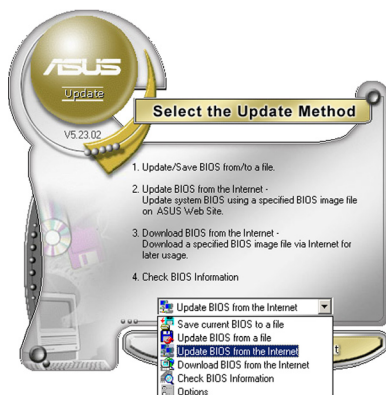 ASUS
Update
V5.23.02
Select the Update Method
1. Update/Save BIOS from/to a file.
2. Update BIOS from the Internet -
Update system BIOS using a specified BIOS image file
on ASUS Web Site.
3. Download BIOS from the Internet -
Download a specified BIOS image file via Internet for
later usage.
4. Check BIOS Information
Update BIOS from the Internet
Save current BIOS to a file
Update BIOS from a file
Update BIOS from the Internet
Download BIOS from the Internet
Check BIOS Information
Options